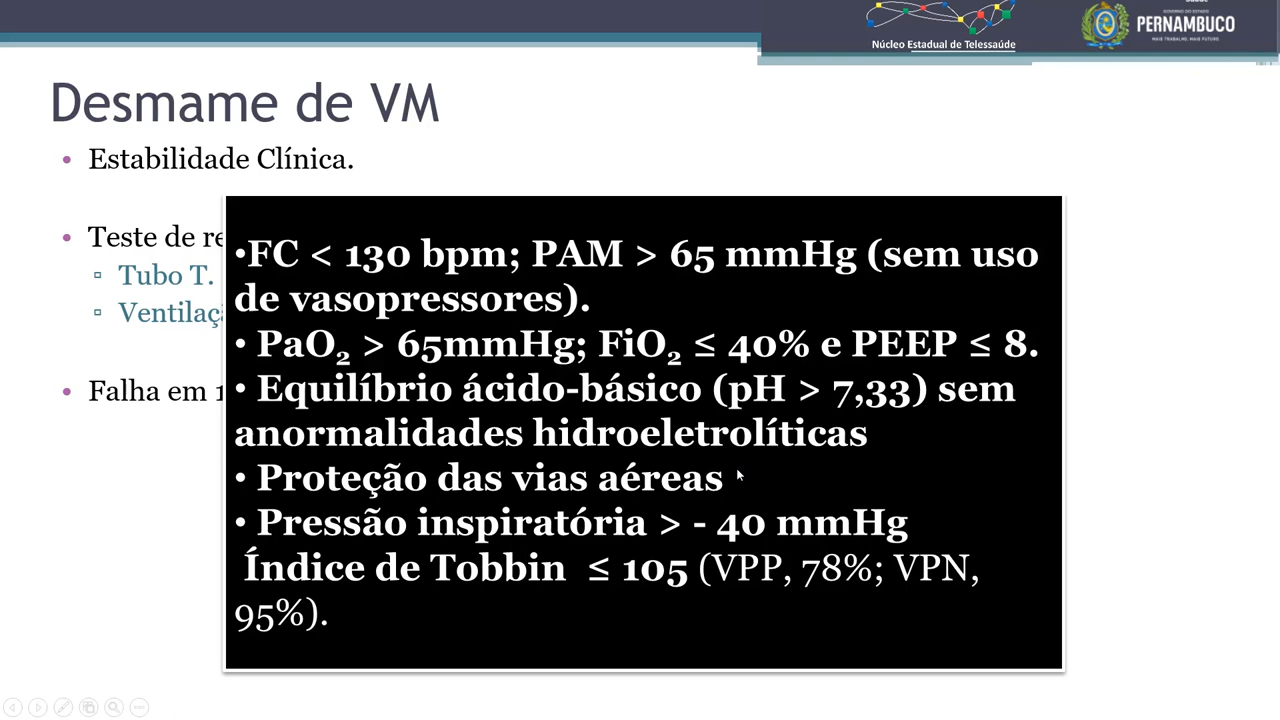 Núcleo Estadual de Telessaúde
GOVERNO DO ESTADO
PERNAMBUCO
MAIS TRABALHO, MAIS FUTURO
Desmame de VM
• Estabilidade Clínica.
• Teste de
Tubo T.
• Falha em
•FC < 130 bpm; PAM > 65 mmHg (sem uso
de vasopressores).
• PaO₂ > 65mmHg; FiO₂ ≤ 40% e PEEP ≤ 8.
• Equilíbrio ácido-básico (pH > 7,33) sem
anormalidades hidroeletrolíticas
• Proteção das vias aéreas
• Pressão inspiratória > - 40 mmHg
Índice de Tobbin ≤ 105 (VPP, 78%; VPN,
95%).